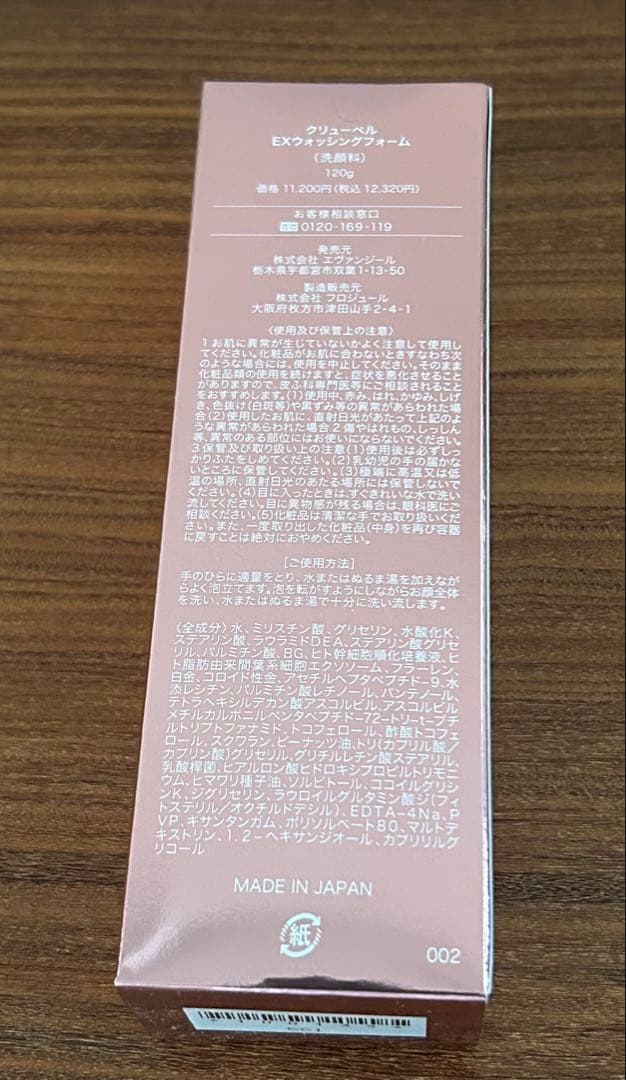 クリューベル
EXウォッシングフォーム
(洗顔料)
120g
価格 11,200円(税込 12,320円)
お客様相談窓口
0120-169-119
発売元
株式会社 エヴァンジール
栃木県宇都宮市双葉1-13-50
製造販売元
株式会社 フロジュール
大阪府枚方市津田山手2-4-1
〈使用及び保管上の注意〉
1お肌に異常が生じていないかよく注意して使用し
てください。化粧品がお肌に合わないときすなわち次
のような場合には、使用を中止してください。そのまま
化粧品類の使用を続けますと、症状を悪化させること
がありますので、皮ふ科専門医等にご相談されること
をおすすめします。(1)使用中、赤み、はれ、かゆみ、しげ
き、色抜け(白斑等)や黒ずみ等の異常があらわれた場
合(2)使用したお肌に、直射日光があたって上記のよ
うな異常があらわれた場合2傷やはれもの、しっしん
等、異常のある部位にはお使いにならないでください。
3保管及び取り扱い上の注意(1)使用後は必ずしっ
かりふたをしめてください。(2)乳幼児の手の届かな
いところに保管してください。(3)極端に高温又は低
温の場所、直射日光のあたる場所には保管しないで
ください。(4)目に入ったときは、すぐきれいな水で洗い
流してください。目に異物感が残る場合は、眼科医にご
相談ください。(5)化粧品は清潔な手でお取り扱いくだ
さい。また、一度取り出した化粧品(中身)を再び容器
に戻すことは絶対におやめください。
[ご使用方法]
手のひらに適量をとり、水またはぬるま湯を加えなが
らよく泡立てます。泡を転がすようにしながらお顔全体
を洗い、水またはぬるま湯で十分に洗い流します。
〈全成分〉水、ミリスチン酸、グリセリン、水酸化K、
ステアリン酸、ラウラミドDEA、ステアリン酸グリセ
リル、パルミチン酸、BG、ヒト幹細胞順化培養液、ヒ
ト脂肪由来間葉系細胞エクソソーム、フラーレン、
白金、コロイド性金、アセチルヘプタペプチド-9、水
添レシチン、パルミチン酸レチノール、パンテノール、
テトラヘキシルデカン酸アスコルビル、アスコルビル
メチルカルボニルペンタペプチド-72-トリ-t-ブチ
ルトリプトファナミド、トコフェロール、酢酸トコフェ
ロール、スクワラン、ピーナッツ油、トリ(カプリル酸/
カプリン酸)グリセリル、グリチルレチン酸ステアリル、
乳酸桿菌、ヒアルロン酸ヒドロキシプロピルトリモニ
ウム、ヒマワリ種子油、ソルビトール、ココイルグリシ
ンK、ジグリセリン、ラウロイルグルタミン酸ジ(フィ
トステリル/オクチルドデシル)、EDTA-4Na、P
VP、キサンタンガム、ポリソルベート80、マルトデ
キストリン、1,2-ヘキサンジオール、カプリリルグ
リコール
MADE IN JAPAN
紙
002